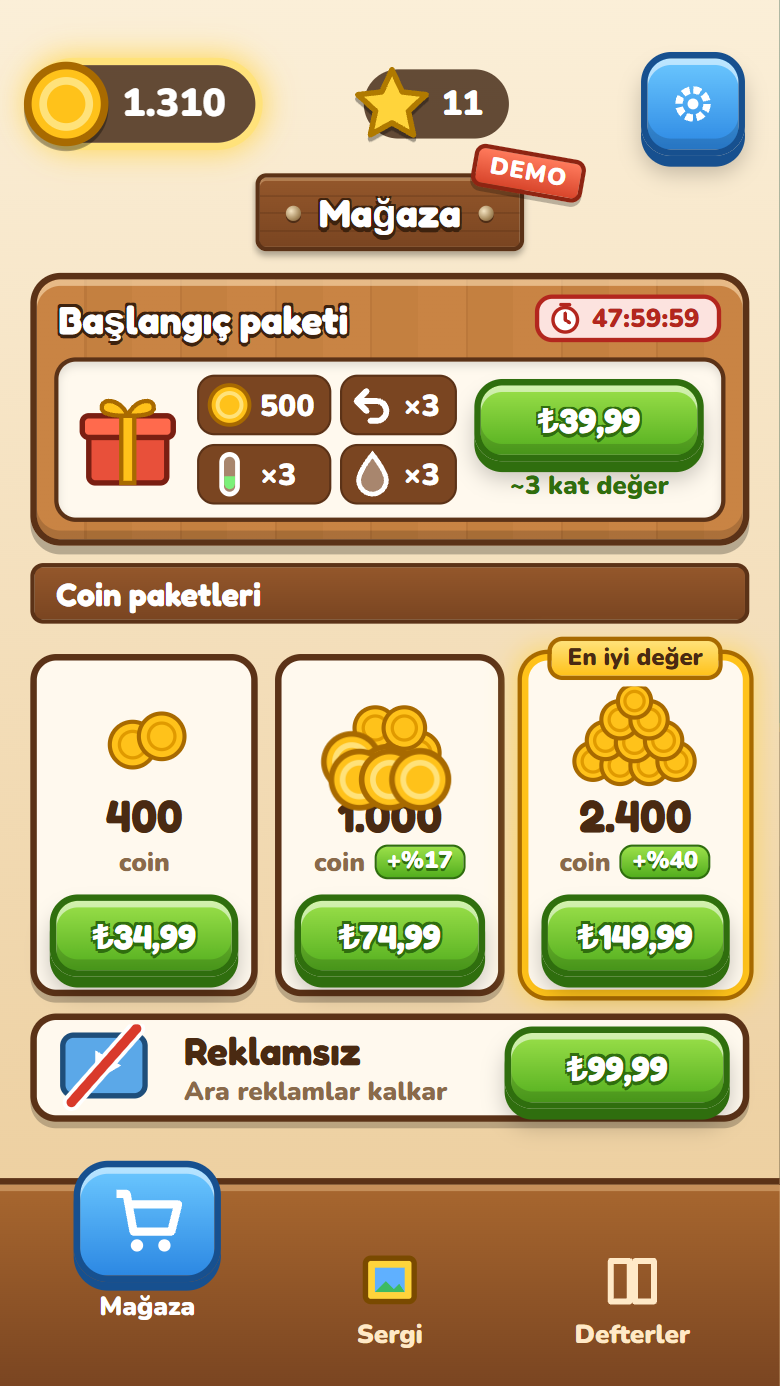 1.310
11
DEMO
Mağaza
Başlangıç paketi
47:59:59
500
×3
₺39,99
×3
×3
~3 kat değer
Coin paketleri
En iyi değer
400
1.000
2.400
coin
coin +%17
coin +%40
₺34,99
₺74,99
₺149,99
Reklamsız
Ara reklamlar kalkar
₺99,99
Mağaza
Sergi
Defterler